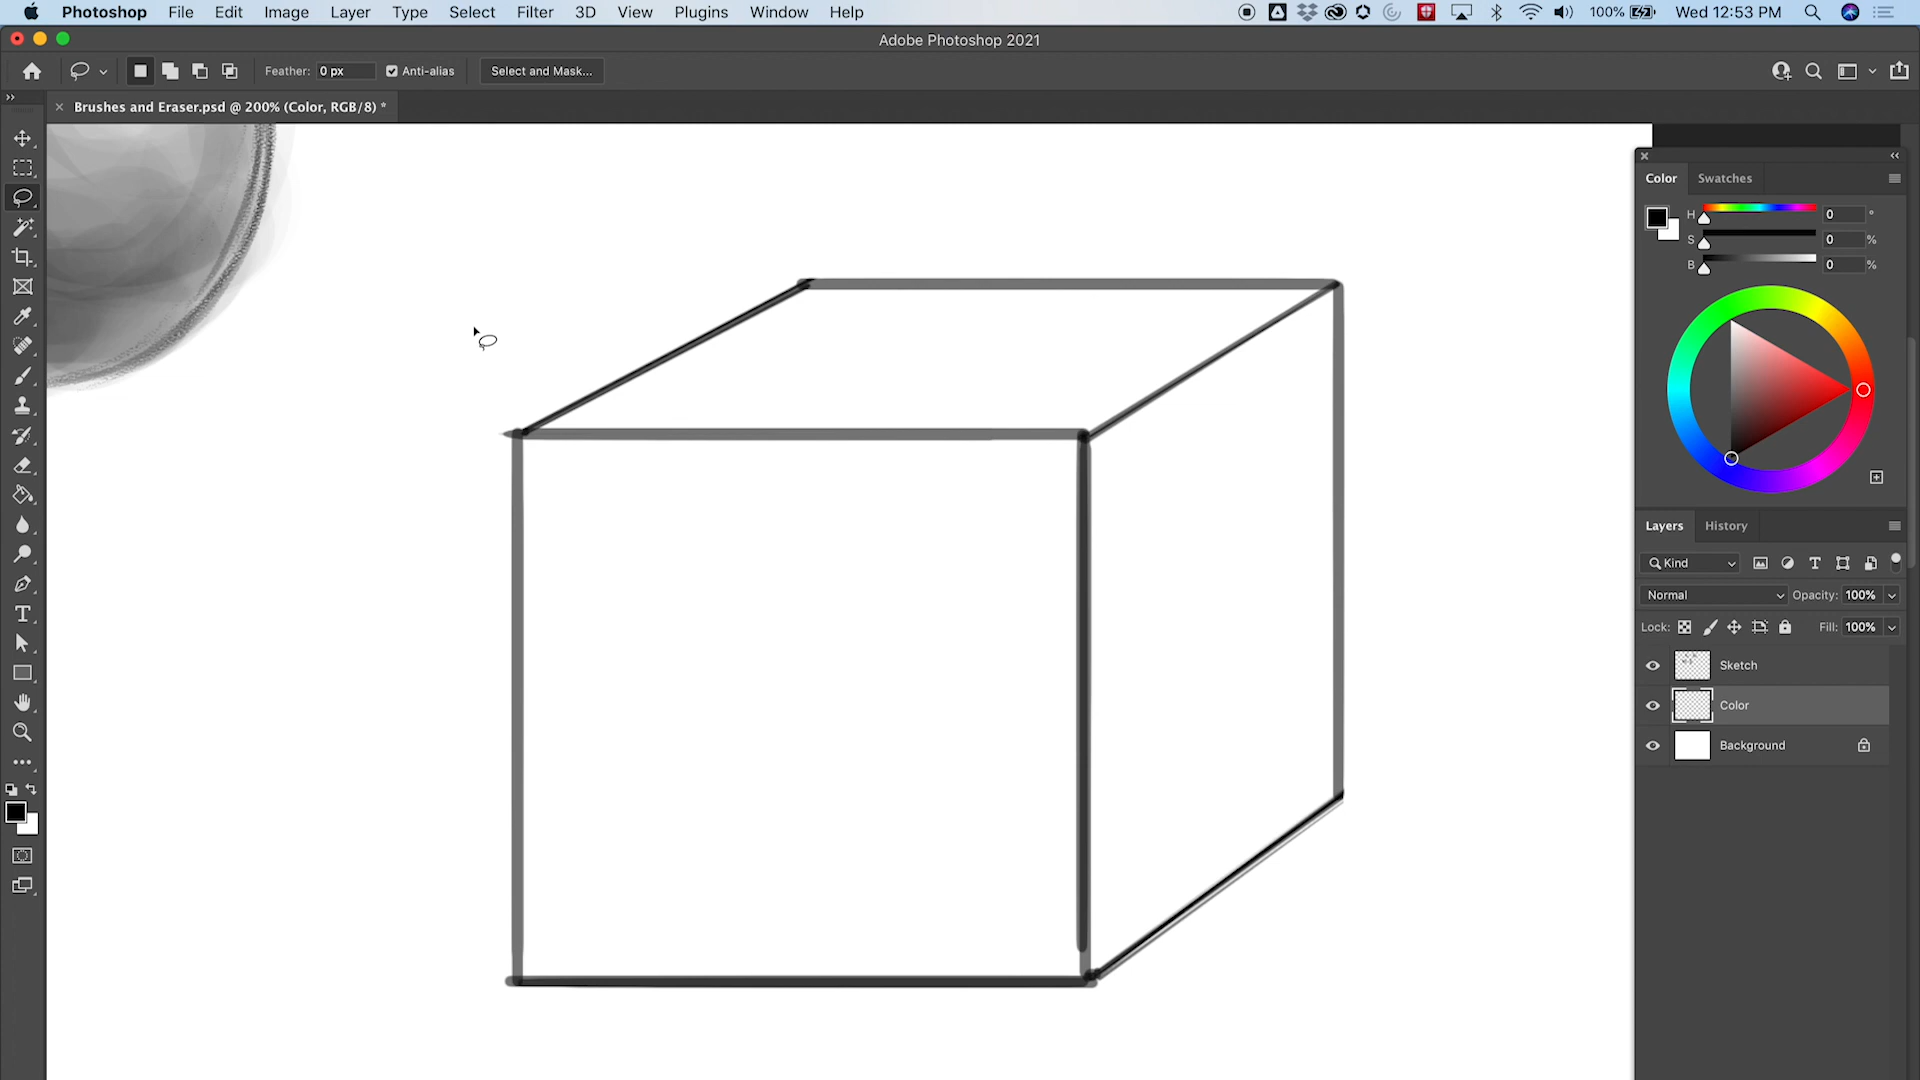 Photoshop File Edit Image Layer Type Select Filter 3D View Plugins Window Help 100% Wed 12:53 PM
Adobe Photoshop 2021
Feather: 0 px Anti-alias Select and Mask...
Brushes and Eraser.psd @ 200% (Color, RGB/8) *
Color Swatches
H 0 °
S 0 %
B 0 %
Layers History
Kind
Normal Opacity: 100%
Lock: Fill: 100%
Sketch
Color
Background